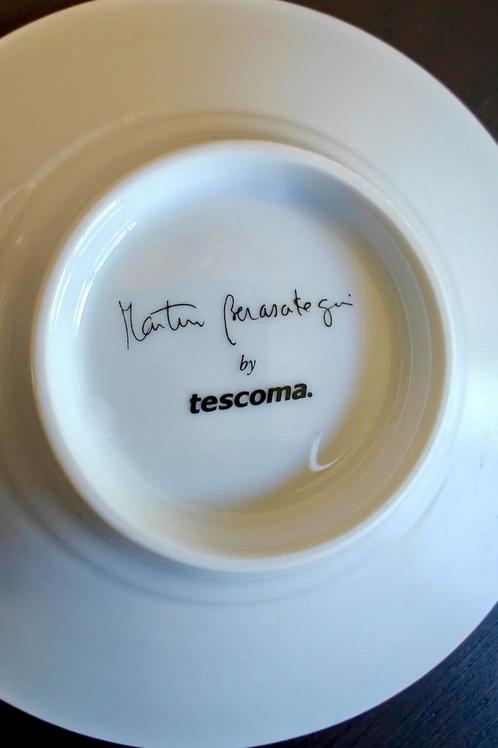 Martin Berasategui
by
tescoma.